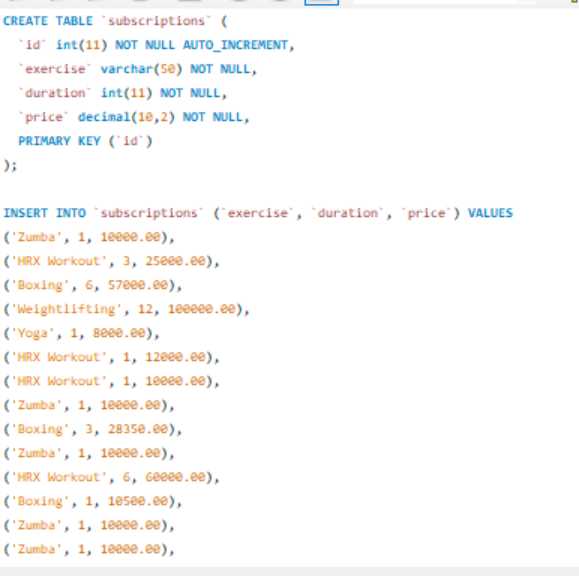 CREATE TABLE `subscriptions` (
  `id` int(11) NOT NULL AUTO_INCREMENT,
  `exercise` varchar(50) NOT NULL,
  `duration` int(11) NOT NULL,
  `price` decimal(10,2) NOT NULL,
  PRIMARY KEY (`id`)
);

INSERT INTO `subscriptions` (`exercise`, `duration`, `price`) VALUES
('Zumba', 1, 10000.00),
('HRX Workout', 3, 25000.00),
('Boxing', 6, 57000.00),
('Weightlifting', 12, 100000.00),
('Yoga', 1, 8000.00),
('HRX Workout', 1, 12000.00),
('HRX Workout', 1, 10000.00),
('Zumba', 1, 10000.00),
('Boxing', 3, 28350.00),
('Zumba', 1, 10000.00),
('HRX Workout', 6, 60000.00),
('Boxing', 1, 10500.00),
('Zumba', 1, 10000.00),
('Zumba', 1, 10000.00),